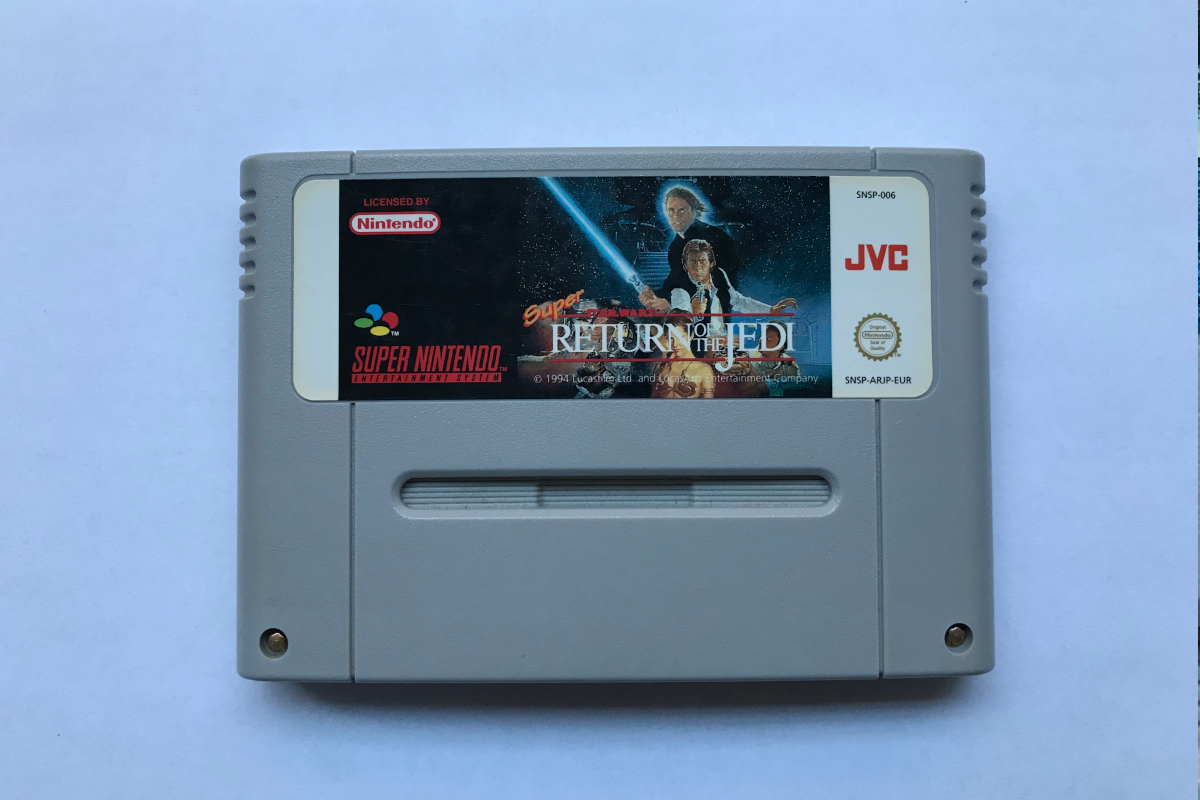 LICENSED BY
Nintendo®
SUPER NINTENDO™
ENTERTAINMENT SYSTEM
Super
STAR WARS
RETURN OF THE JEDI
© 1994 Lucasfilm Ltd. and LucasArts Entertainment Company
SNSP-006
JVC
Original
Nintendo
Seal of
Quality
SNSP-ARJP-EUR